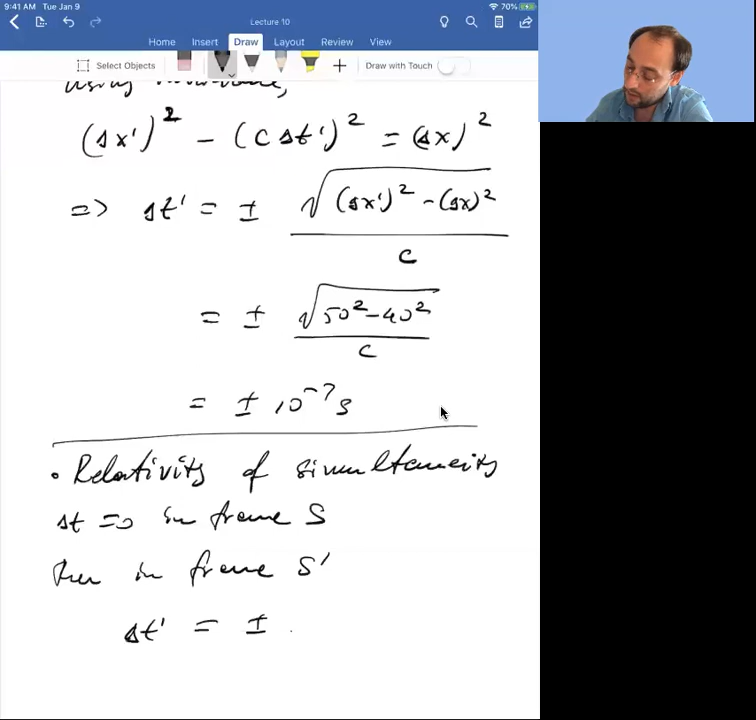 9:41 AM Tue Jan 9
70%
Lecture 10
Home Insert Draw Layout Review View
Select Objects
Draw with Touch
using invariance,
(Δx')² - (cΔt')² = (Δx)²
=> Δt' = ± √(Δx')² - (Δx)² / c
= ± √50² - 40² / c
= ± 10⁻⁷ s
• Relativity of simultaneity
Δt = 0 in frame S
then in frame S'
Δt' = ±